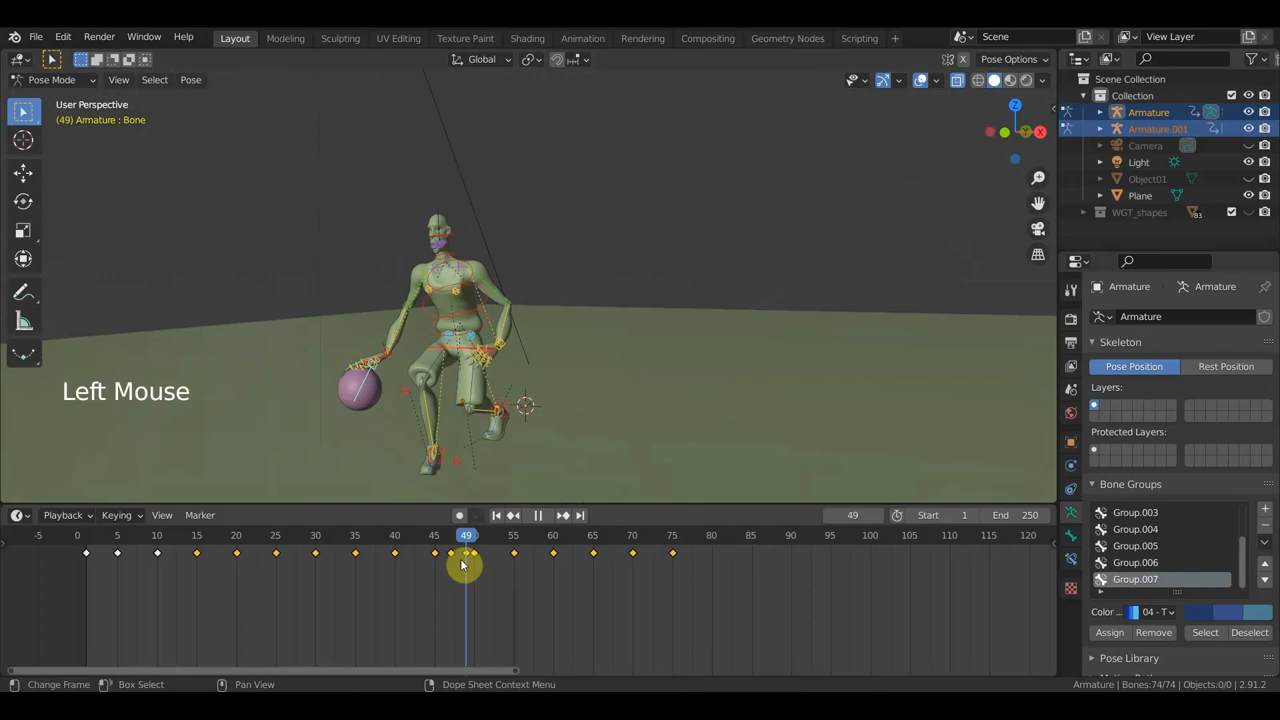 File Edit Render Window Help Layout Modeling Sculpting UV Editing Texture Paint Shading Animation Rendering Compositing Geometry Nodes Scripting + Scene View Layer
Global Pose Options
Pose Mode View Select Pose
User Perspective
(49) Armature : Bone
Z
Y
X
Scene Collection
Collection
Armature
Armature.001
Camera
Light
Object01
Plane
WGT_shapes 83
Left Mouse
Armature Armature
Armature
Skeleton
Pose Position Rest Position
Layers:
Protected Layers:
Bone Groups
Group.003
Group.004
Group.005
Group.006
Group.007
Color ... 04 - T
Assign Remove Select Deselect
Pose Library
Playback Keying View Marker 49 Start 1 End 250
-5 0 5 10 15 20 25 30 35 40 45 49 55 60 65 70 75 80 85 90 95 100 105 110 115 120
Change Frame Box Select Pan View Dope Sheet Context Menu Armature | Bones:74/74 | Objects:0/0 | 2.91.2